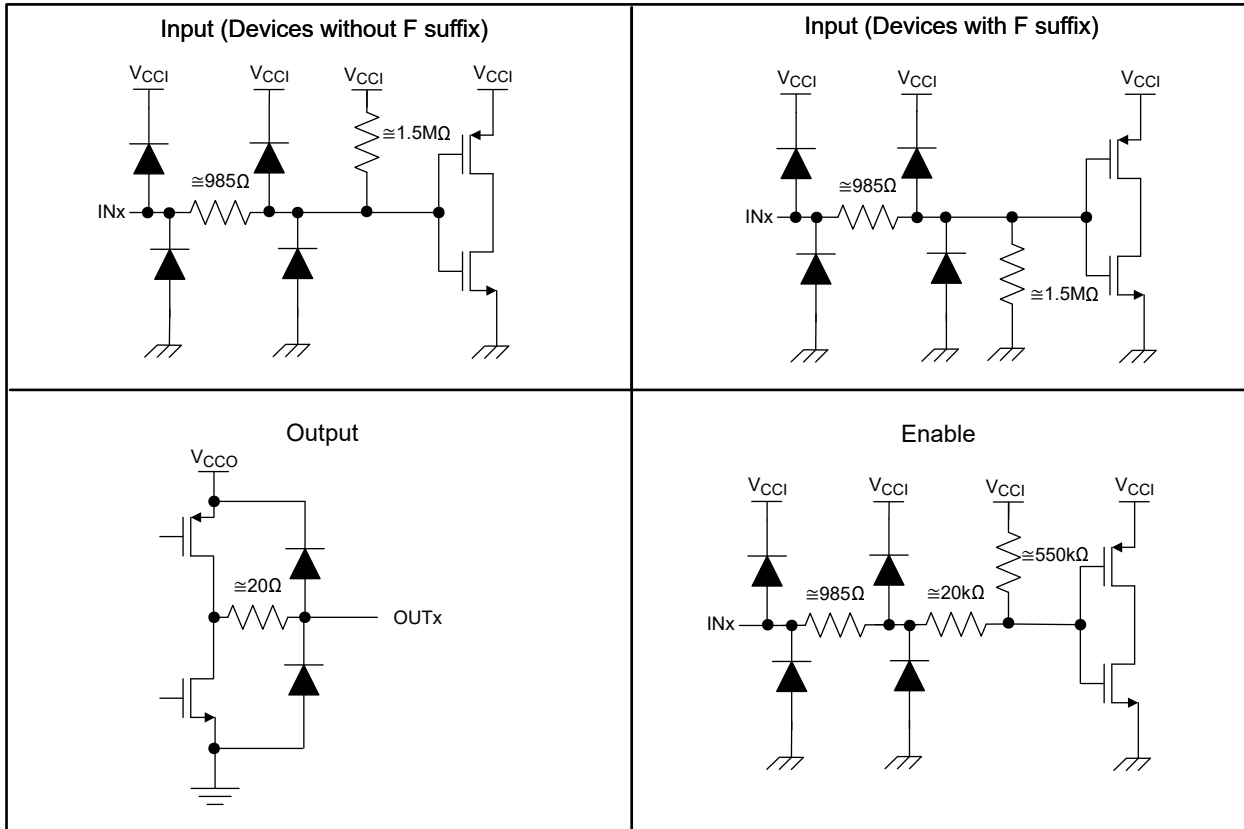 Input (Devices without F suffix)
VCCI VCCI VCCI VCCI
≅1.5MΩ
≅985Ω
INx
Input (Devices with F suffix)
VCCI VCCI VCCI
≅985Ω
INx
≅1.5MΩ
Output
VCCO
≅20Ω
OUTx
Enable
VCCI VCCI VCCI VCCI
≅550kΩ
≅985Ω ≅20kΩ
INx